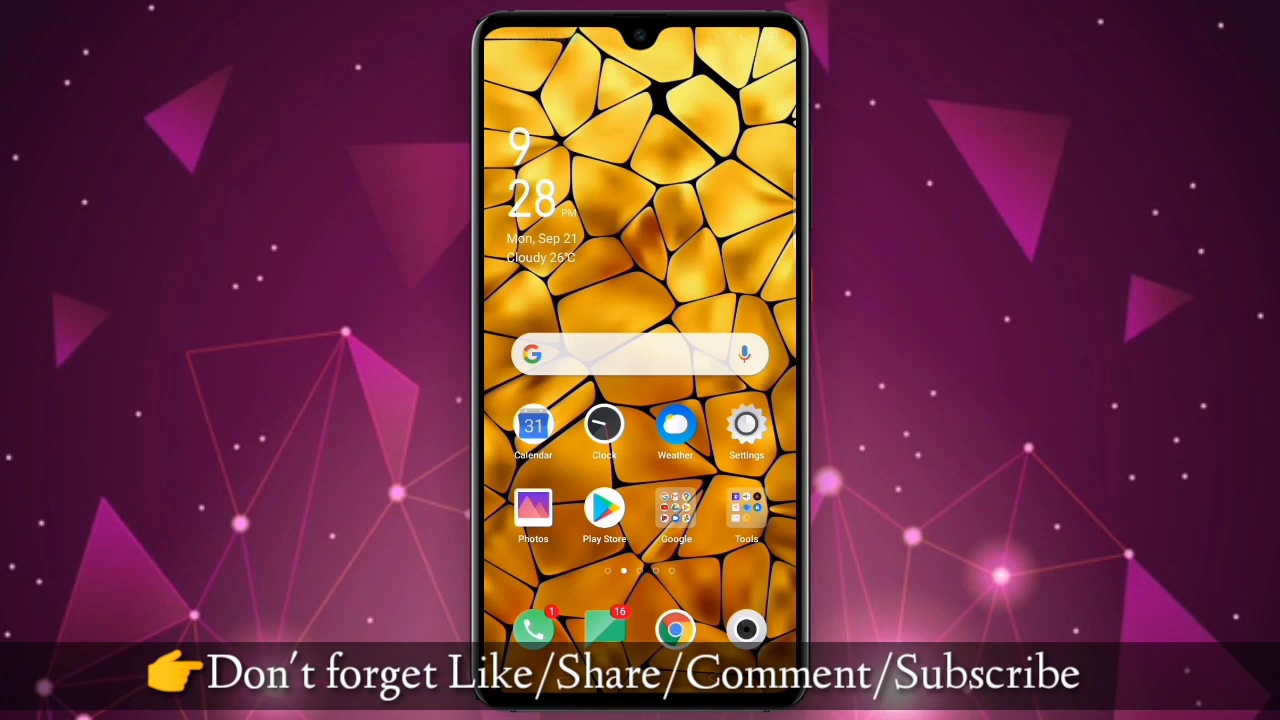 9
28 PM
Mon, Sep 21
Cloudy 26°C
G
31
Calendar
Clock
Weather
Settings
Photos
Play Store
Google
Tools
1
16
👉Don't forget Like/Share/Comment/Subscribe